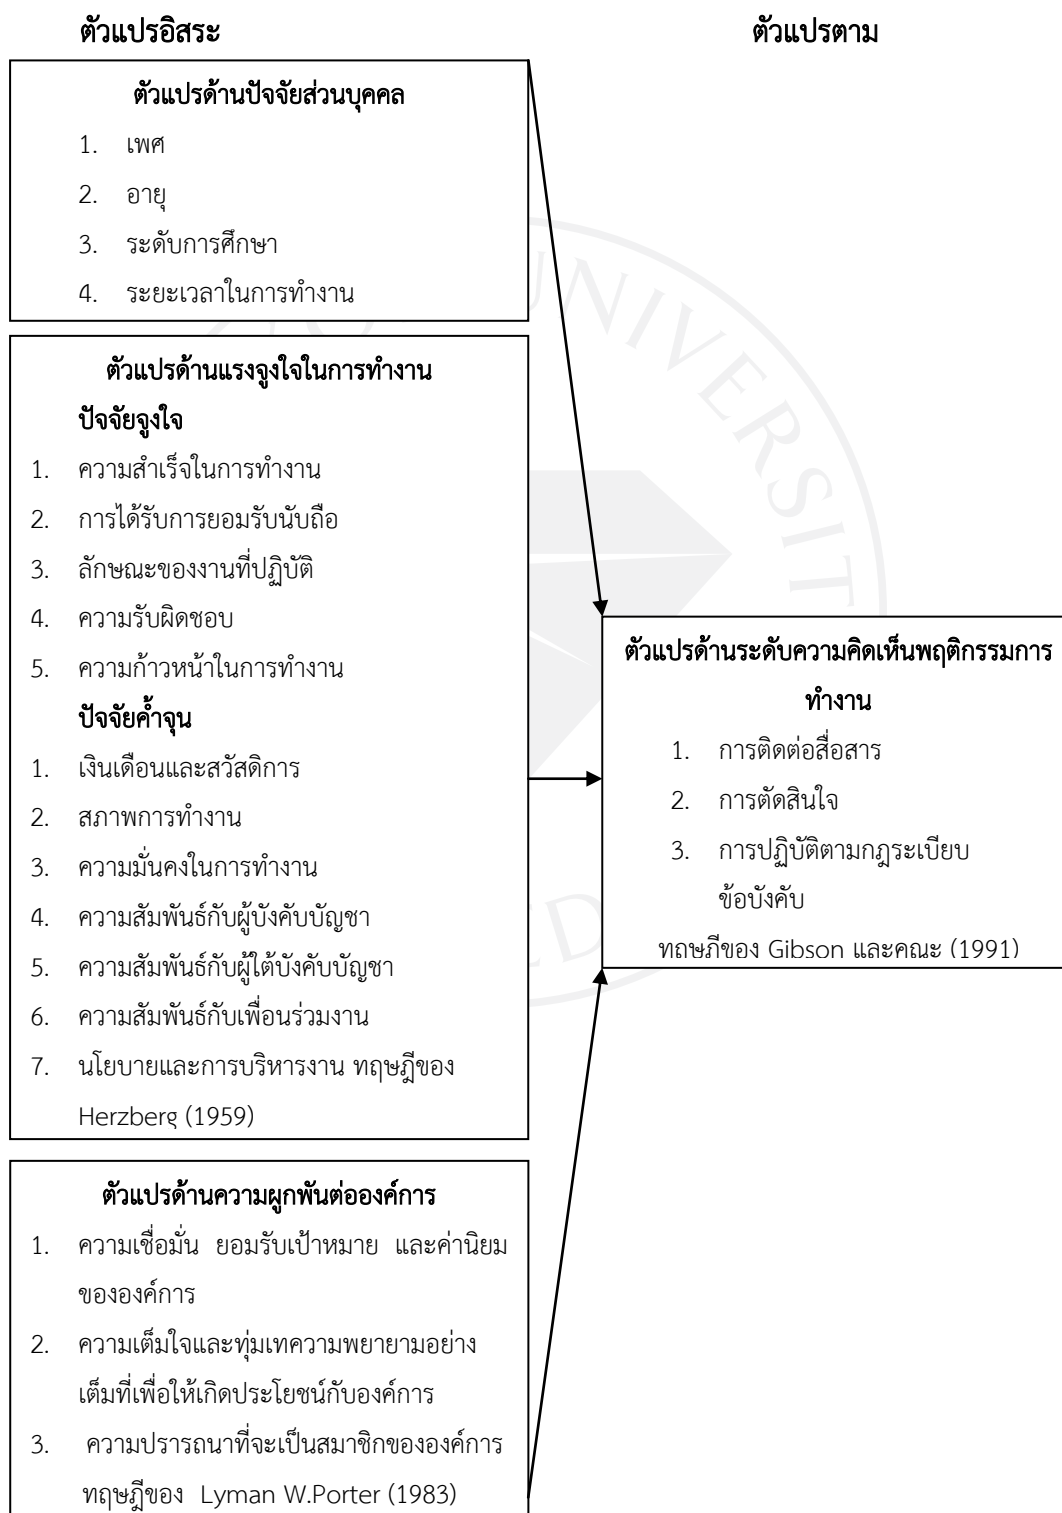 ตัวแปรอิสระ
ตัวแปรตาม
ตัวแปรด้านปัจจัยส่วนบุคคล
1. เพศ
2. อายุ
3. ระดับการศึกษา
4. ระยะเวลาในการทำงาน
ตัวแปรด้านแรงจูงใจในการทำงาน
ปัจจัยจูงใจ
1. ความสำเร็จในการทำงาน
2. การได้รับการยอมรับนับถือ
3. ลักษณะของงานที่ปฏิบัติ
4. ความรับผิดชอบ
5. ความก้าวหน้าในการทำงาน
ปัจจัยค้ำจุน
1. เงินเดือนและสวัสดิการ
2. สภาพการทำงาน
3. ความมั่นคงในการทำงาน
4. ความสัมพันธ์กับผู้บังคับบัญชา
5. ความสัมพันธ์กับผู้ใต้บังคับบัญชา
6. ความสัมพันธ์กับเพื่อนร่วมงาน
7. นโยบายและการบริหารงาน ทฤษฎีของ
Herzberg (1959)
ตัวแปรด้านความผูกพันต่อองค์การ
1. ความเชื่อมั่น ยอมรับเป้าหมาย และค่านิยม
ขององค์การ
2. ความเต็มใจและทุ่มเทความพยายามอย่าง
เต็มที่เพื่อให้เกิดประโยชน์กับองค์การ
3. ความปรารถนาที่จะเป็นสมาชิกขององค์การ
ทฤษฎีของ Lyman W.Porter (1983)
ตัวแปรด้านระดับความคิดเห็นพฤติกรรมการ
ทำงาน
1. การติดต่อสื่อสาร
2. การตัดสินใจ
3. การปฏิบัติตามกฎระเบียบ
ข้อบังคับ
ทฤษฎีของ Gibson และคณะ (1991)